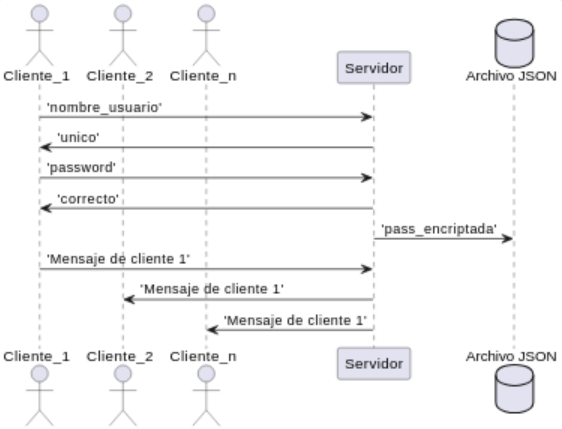 Cliente_1 Cliente_2 Cliente_n Servidor Archivo JSON
'nombre_usuario'
'unico'
'password'
'correcto'
'pass_encriptada'
'Mensaje de cliente 1'
'Mensaje de cliente 1'
'Mensaje de cliente 1'
Cliente_1 Cliente_2 Cliente_n Servidor Archivo JSON